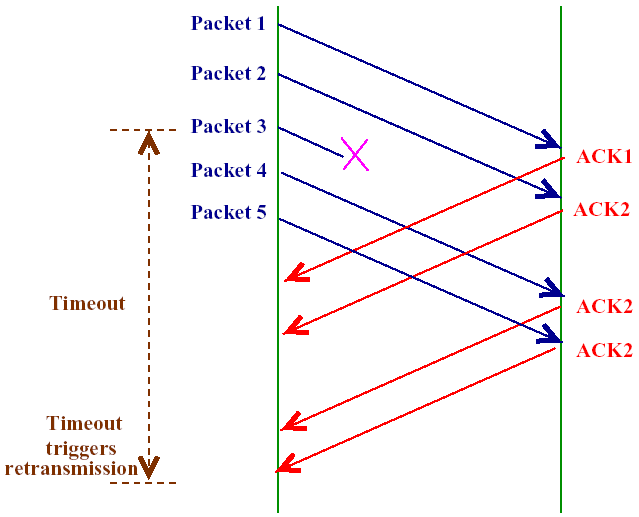 Packet 1
Packet 2
Packet 3
Packet 4
Packet 5
ACK1
ACK2
ACK2
ACK2
Timeout
Timeout
triggers
retransmission